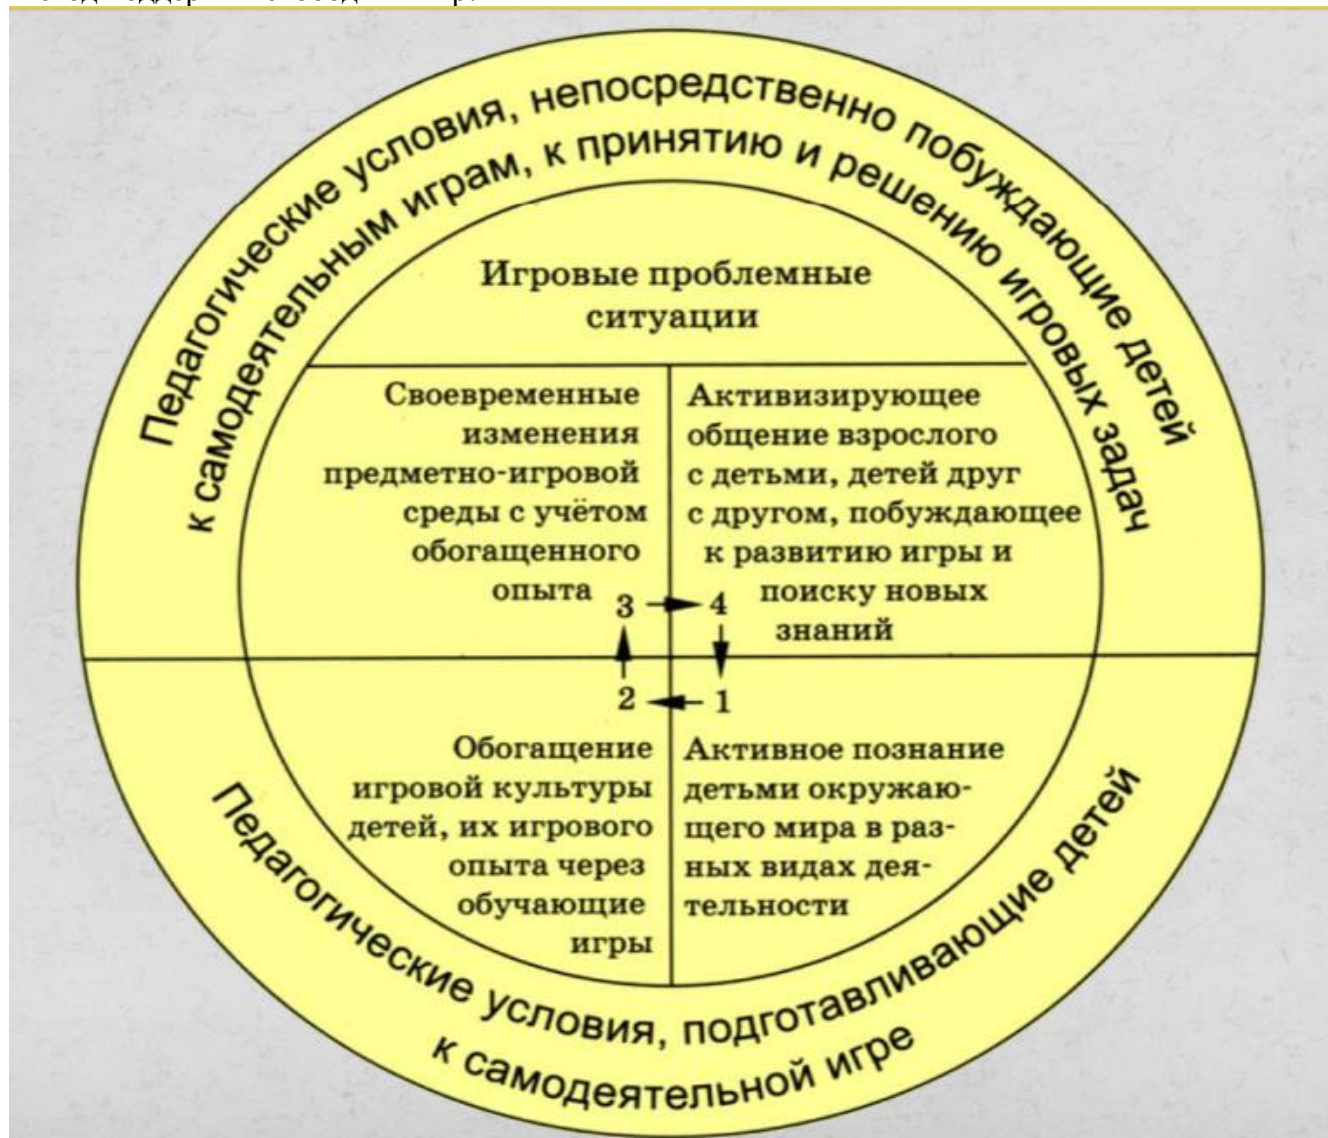 Педагогические условия, непосредственно побуждающие детей
к самодеятельным играм, к принятию и решению игровых задач
Игровые проблемные
ситуации
Своевременные
изменения
предметно-игровой
среды с учётом
обогащенного
опыта
3
Активизирующее
общение взрослого
с детьми, детей друг
с другом, побуждающее
к развитию игры и
поиску новых
знаний
4
2
Обогащение
игровой культуры
детей, их игрового
опыта через
обучающие
игры
1
Активное познание
детьми окружаю-
щего мира в раз-
ных видах дея-
тельности
Педагогические условия, подготавливающие детей
к самодеятельной игре